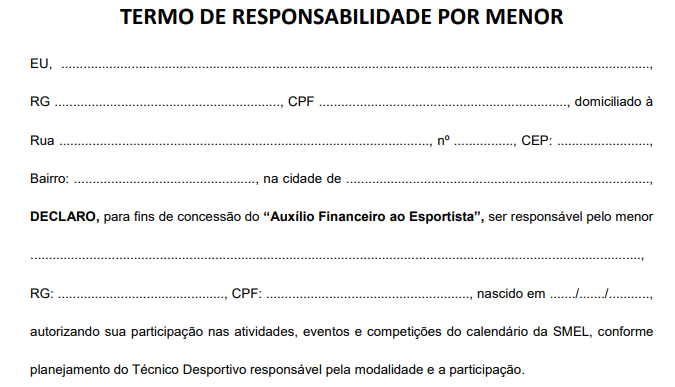 TERMO DE RESPONSABILIDADE POR MENOR
EU, ......................................................................................................................................,
RG ...................................................., CPF ........................................................., domiciliado à
Rua ....................................................................................., nº .............., CEP: .....................,
Bairro: .........................................., na cidade de ......................................................................,
DECLARO, para fins de concessão do “Auxílio Financeiro ao Esportista”, ser responsável pelo menor
............................................................................................................................................,
RG: ......................................, CPF: ..............................................., nascido em ......./......./..........,
autorizando sua participação nas atividades, eventos e competições do calendário da SMEL, conforme
planejamento do Técnico Desportivo responsável pela modalidade e a participação.